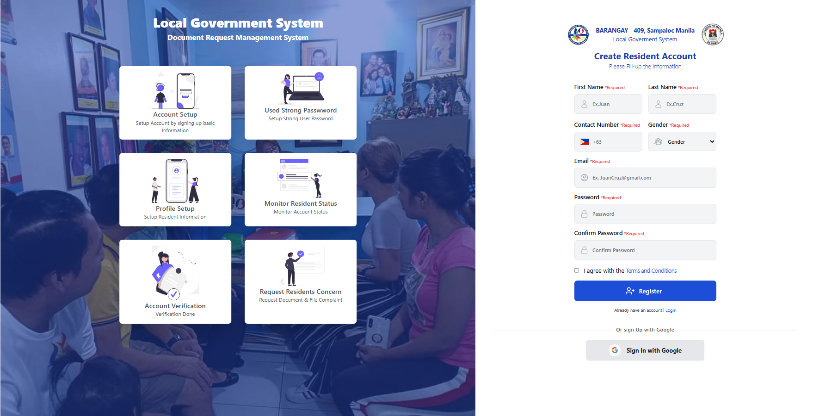 Local Government System
Document Request Management System
Account Setup
Setup Account by signing up basic
Information
Used Strong Passwword
Setup Strong User Password
Profile Setup
Setup Resident Information
Monitor Resident Status
Monitor Account Status
Account Verification
Verification Done
Request Residents Concern
Request Document & File Complaint
BARANGAY 409, Sampaloc Manila
Local Goverment System
Create Resident Account
Please Fill-up the Information
First Name *Required
Last Name *Required
Ex.Juan
Ex.Cruz
Contact Number *Required
Gender *Required
+63
Gender
Email *Required
Ex. JuanCruz@gmail.com
Password *Required
Password
Confirm Password *Required
Confirm Password
I agree with the Terms and Conditions
Register
Already have an account? Login
Or sign Up with Google
Sign In with Google